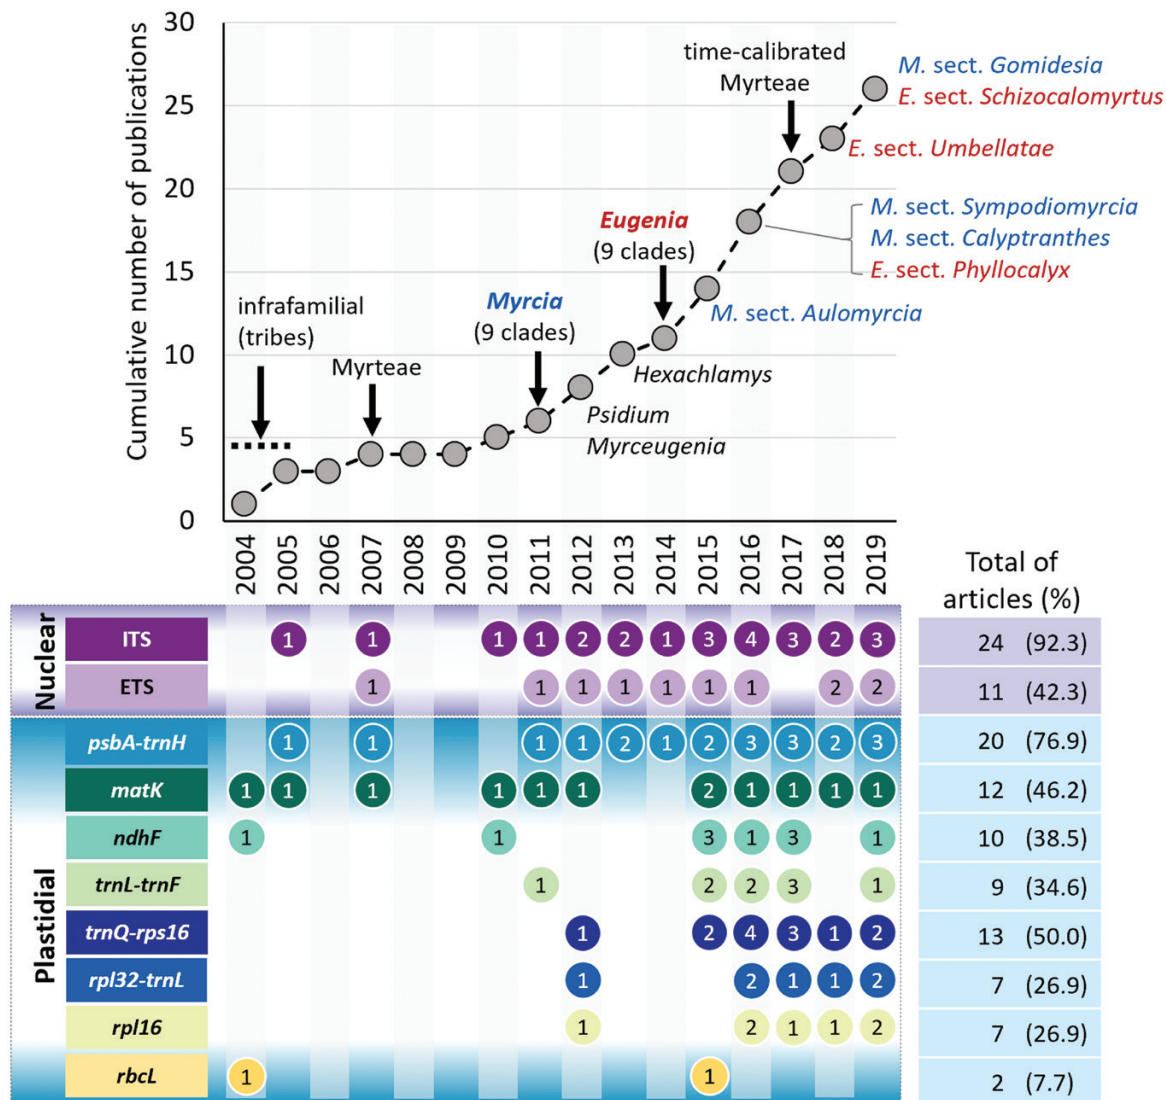 Cumulative number of publications
30
25
20
15
10
5
0
infrafamilial
(tribes)
Myrteae
Myrcia
(9 clades)
Eugenia
(9 clades)
time-calibrated
Myrteae
Psidium
Myrceugenia
Hexachlamys
M. sect. Aulomyrcia
M. sect. Sympodiomyrcia
M. sect. Calyptranthes
E. sect. Phyllocalyx
E. sect. Umbellatae
M. sect. Gomidesia
E. sect. Schizocalomyrtus
2004 2005 2006 2007 2008 2009 2010 2011 2012 2013 2014 2015 2016 2017 2018 2019
Total of
articles (%)
Nuclear
ITS 1 1 1 1 2 2 1 3 4 3 2 3 24 (92.3)
ETS 1 1 1 1 1 1 1 2 2 11 (42.3)
Plastidial
psbA-trnH 1 1 1 1 2 1 2 3 3 2 3 20 (76.9)
matK 1 1 1 1 1 1 2 1 1 1 1 12 (46.2)
ndhF 1 1 3 1 3 1 10 (38.5)
trnL-trnF 1 2 2 3 1 9 (34.6)
trnQ-rps16 1 2 4 3 1 2 13 (50.0)
rpl32-trnL 1 2 1 1 2 7 (26.9)
rpl16 1 2 1 1 2 7 (26.9)
rbcL 1 1 2 (7.7)